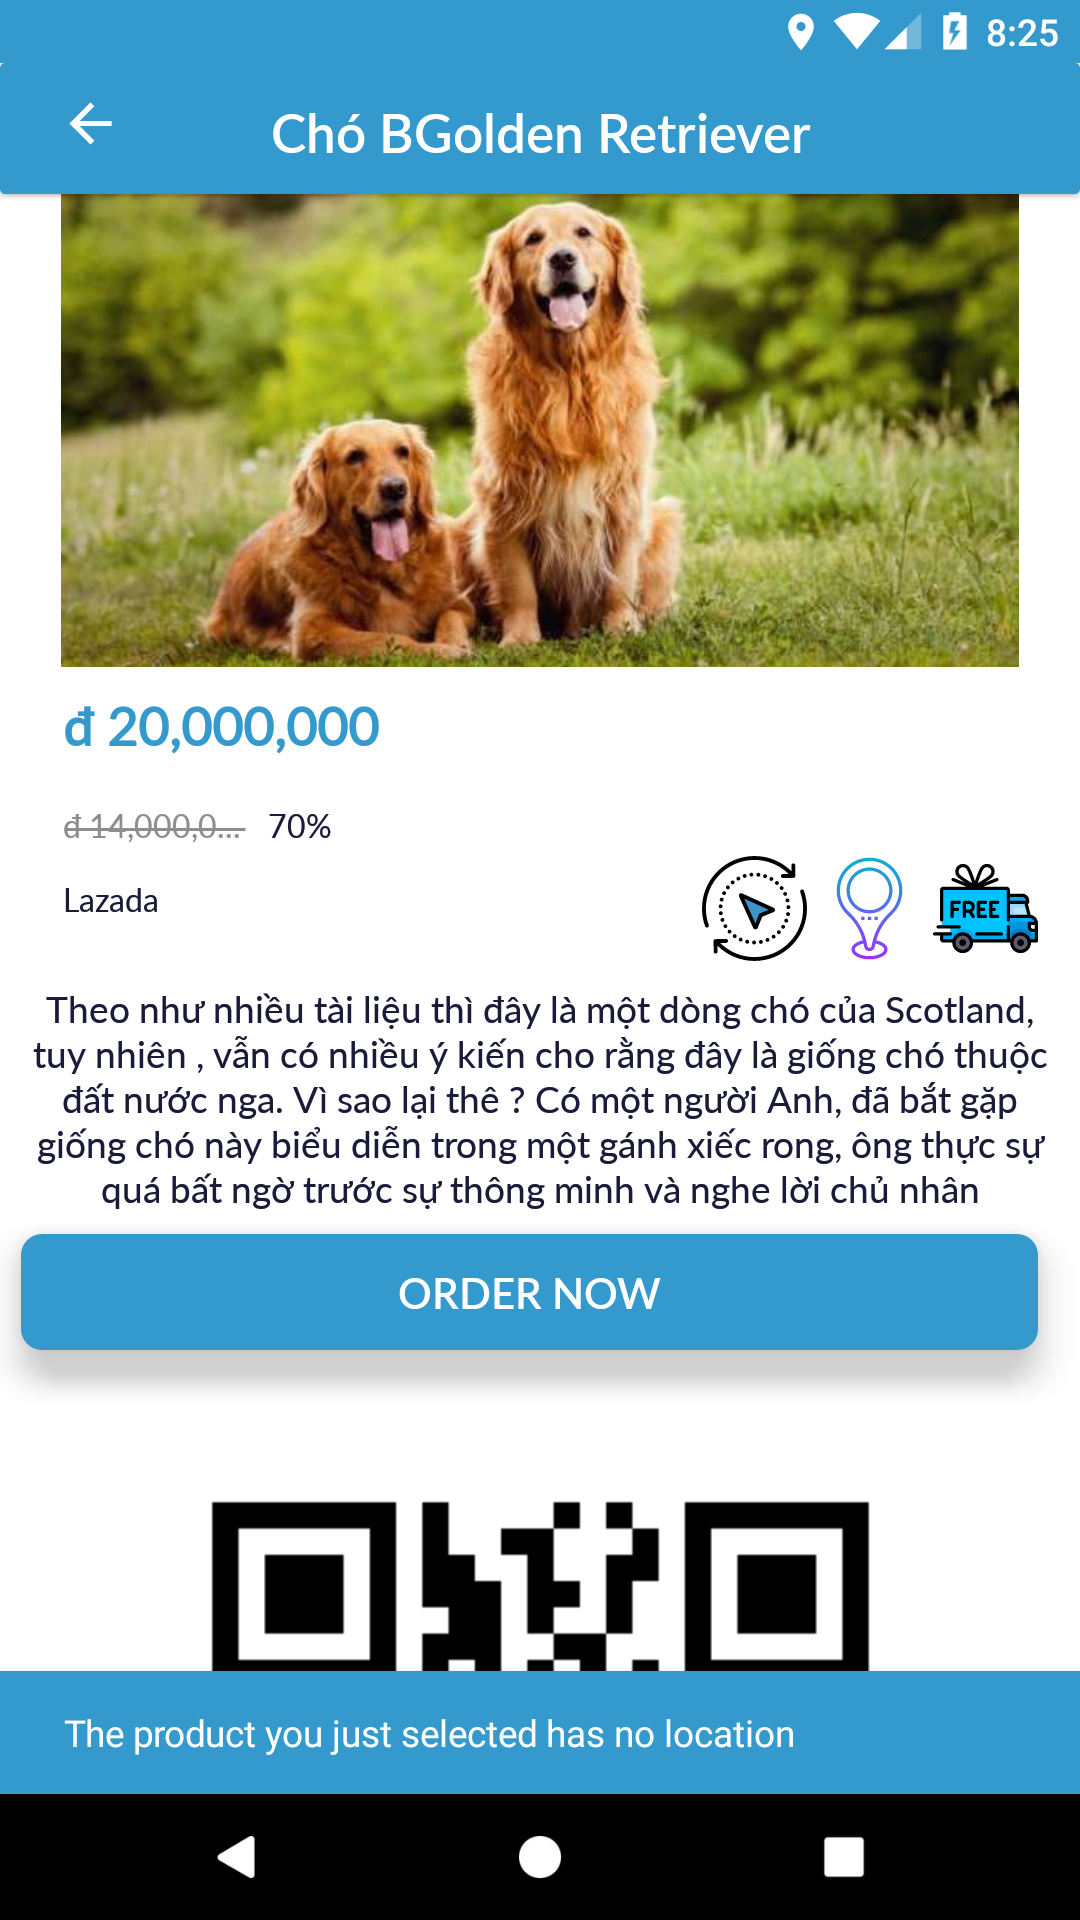 8:25
Chó BGolden Retriever
đ 20,000,000
đ 14,000,0... 70%
Lazada
FREE
Theo như nhiều tài liệu thì đây là một dòng chó của Scotland,
tuy nhiên , vẫn có nhiều ý kiến cho rằng đây là giống chó thuộc
đất nước nga. Vì sao lại thê ? Có một người Anh, đã bắt gặp
giống chó này biểu diễn trong một gánh xiếc rong, ông thực sự
quá bất ngờ trước sự thông minh và nghe lời chủ nhân
ORDER NOW
The product you just selected has no location